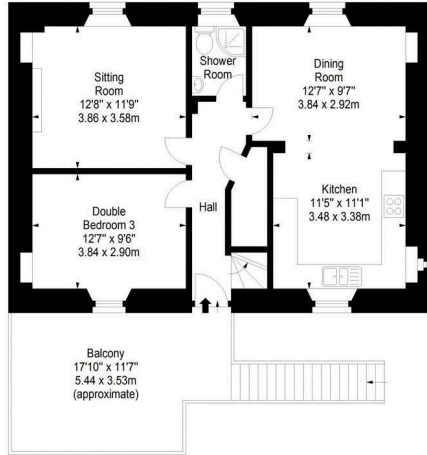 Sitting
Room
12'8" x 11'9"
3.86 x 3.58m
Shower
Room
Dining
Room
12'7" x 9'7"
3.84 x 2.92m
Double
Bedroom 3
12'7" x 9'6"
3.84 x 2.90m
Hall
Kitchen
11'5" x 11'1"
3.48 x 3.38m
Balcony
17'10" x 11'7"
5.44 x 3.53m
(approximate)